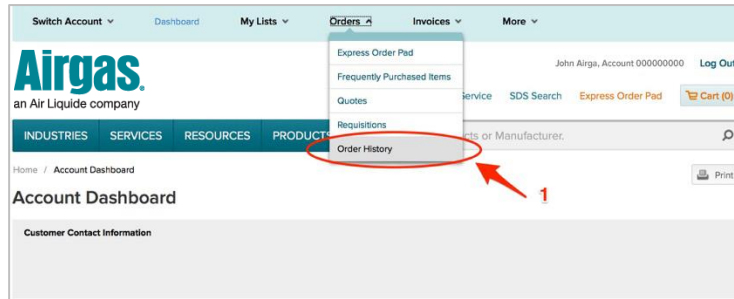 Switch Account Dashboard My Lists Orders Invoices More
Express Order Pad
Frequently Purchased Items
Quotes
Requisitions
Order History
John Airga, Account 000000000 Log Out
Airgas.
an Air Liquide company
Service SDS Search Express Order Pad Cart (0)
INDUSTRIES SERVICES RESOURCES PRODUCTS or Manufacturer.
Home / Account Dashboard
Print
1
Account Dashboard
Customer Contact Information